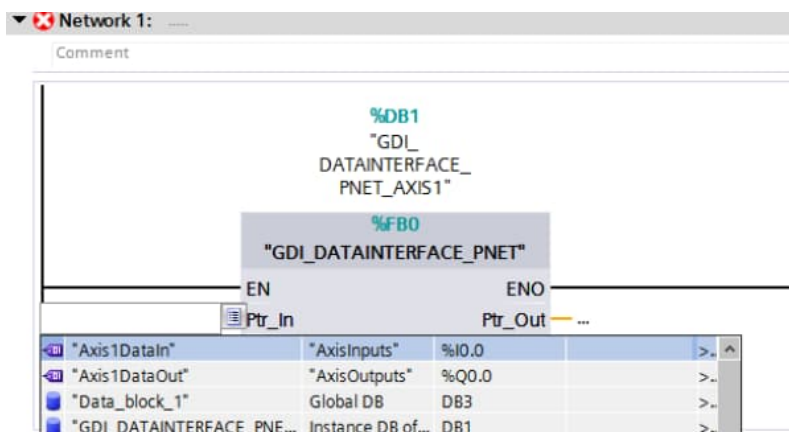 Network 1: .....
Comment
%DB1
"GDI_
DATAINTERFACE_
PNET_AXIS1"
%FB0
"GDI_DATAINTERFACE_PNET"
EN ENO
Ptr_In Ptr_Out ...
"Axis1DataIn" "AxisInputs" %I0.0 >..
"Axis1DataOut" "AxisOutputs" %Q0.0 >..
"Data_block_1" Global DB DB3 >..
"GDI_DATAINTERFACE_PNE... Instance DB of... DB1 >..